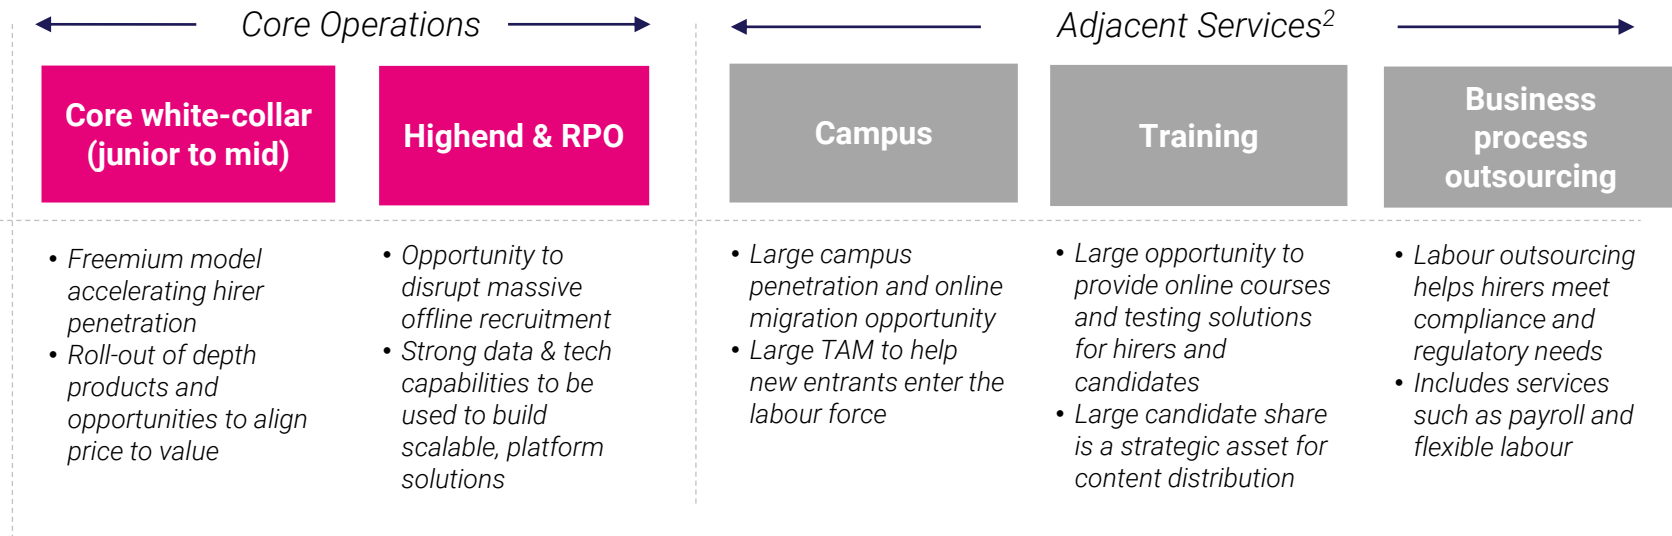 Core Operations
Adjacent Services2
Core white-collar
(junior to mid)
Highend & RPO
Campus
Training
Business
process
outsourcing
• Freemium model
accelerating hirer
penetration
• Roll-out of depth
products and
opportunities to align
price to value
• Opportunity to
disrupt massive
offline recruitment
• Strong data & tech
capabilities to be
used to build
scalable, platform
solutions
• Large campus
penetration and online
migration opportunity
• Large TAM to help
new entrants enter the
labour force
• Large opportunity to
provide online courses
and testing solutions
for hirers and
candidates
• Large candidate share
is a strategic asset for
content distribution
• Labour outsourcing
helps hirers meet
compliance and
regulatory needs
• Includes services
such as payroll and
flexible labour